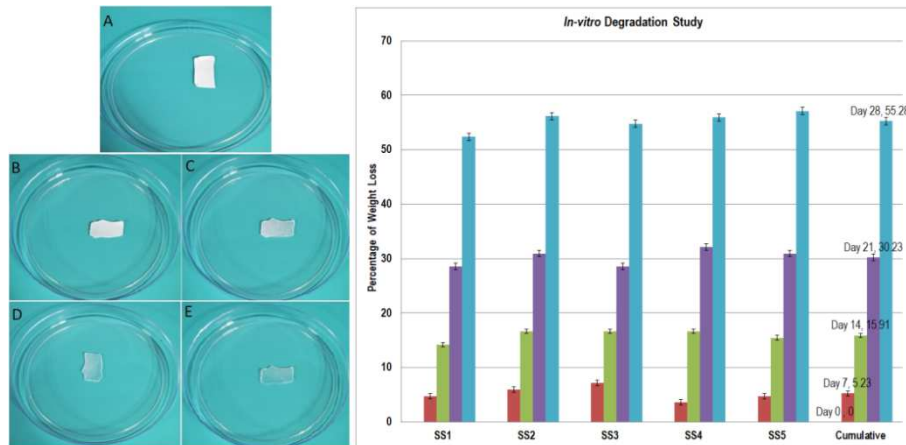 A
B
C
D
E
In-vitro Degradation Study
Percentage of Weight Loss
70
60
50
40
30
20
10
0
Day 28, 55.28
Day 21, 30.23
Day 14, 15.91
Day 7, 5.23
Day 0, 0
SS1 SS2 SS3 SS4 SS5 Cumulative